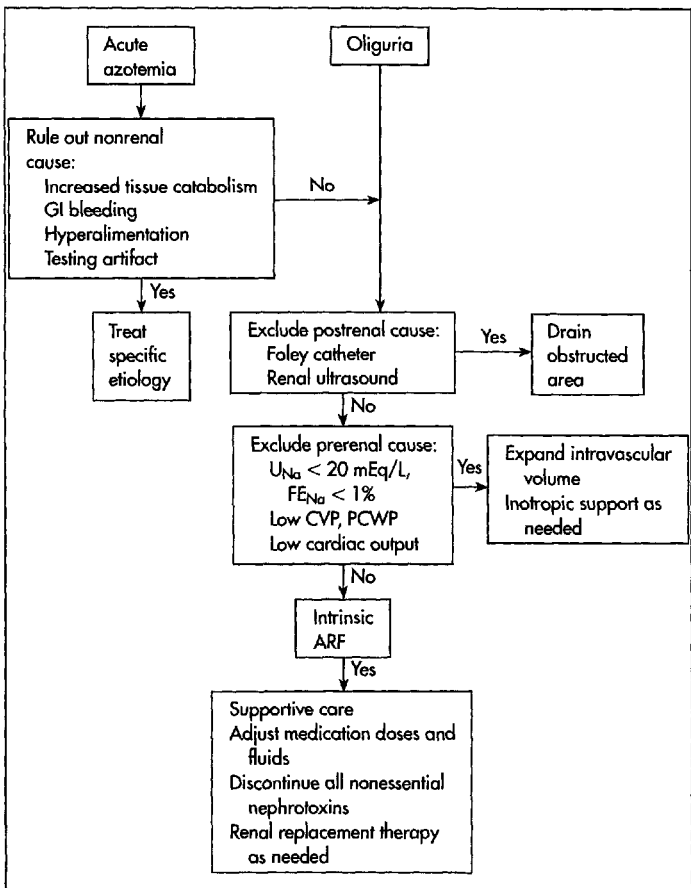 Acute
azotemia
Oliguria
Rule out nonrenal
cause:
Increased tissue catabolism
GI bleeding
Hyperalimentation
Testing artifact
No
Yes
Treat
specific
etiology
Exclude postrenal cause:
Foley catheter
Renal ultrasound
Yes
Drain
obstructed
area
No
Exclude prerenal cause:
U_Na < 20 mEq/L,
FE_Na < 1%
Low CVP, PCWP
Low cardiac output
Yes
Expand intravascular
volume
Inotropic support as
needed
No
Intrinsic
ARF
Yes
Supportive care
Adjust medication doses and
fluids
Discontinue all nonessential
nephrotoxins
Renal replacement therapy
as needed